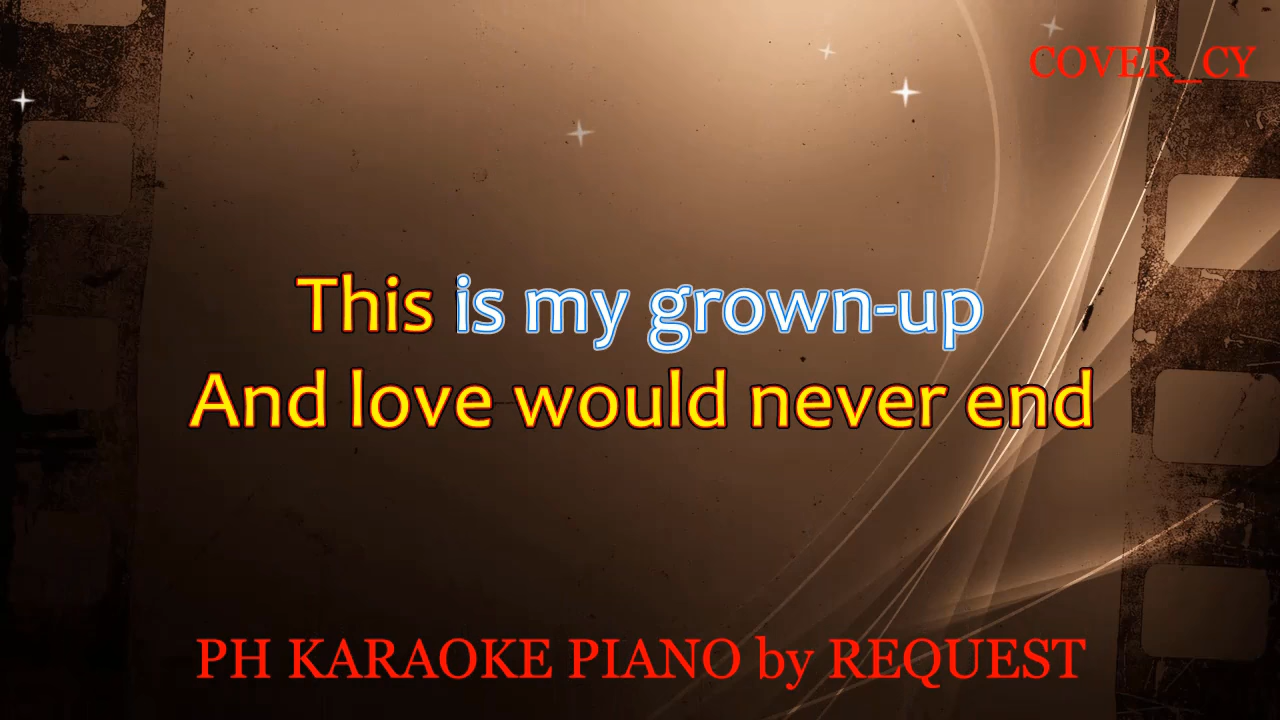 COVER_CY
This is my grown-up
And love would never end
PH KARAOKE PIANO by REQUEST